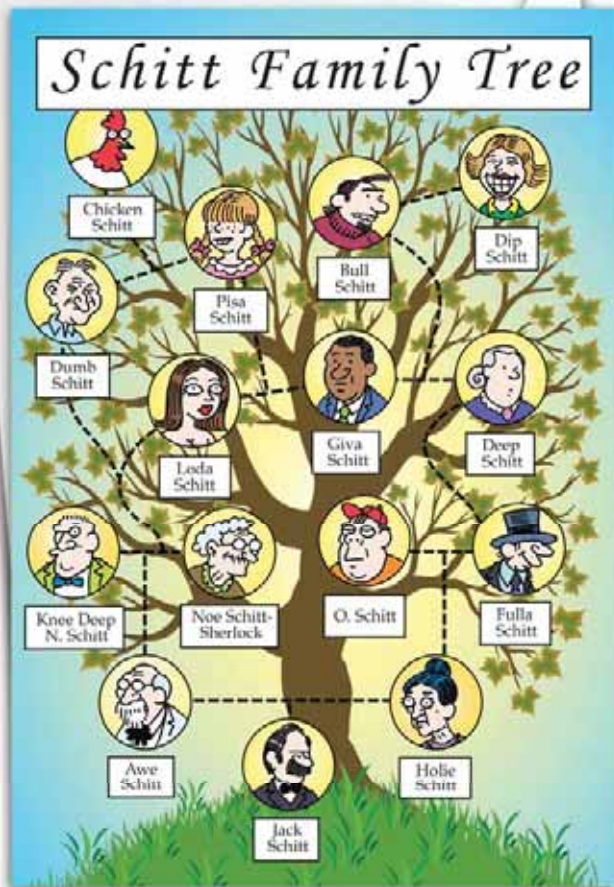 Schitt Family Tree
Chicken
Schitt
Pisa
Schitt
Bull
Schitt
Dip
Schitt
Dumb
Schitt
Loda
Schitt
Giva
Schitt
Deep
Schitt
Knee Deep
N. Schitt
Noe Schitt-
Sherlock
O. Schitt
Fulla
Schitt
Awe
Schitt
Holie
Schitt
Jack
Schitt